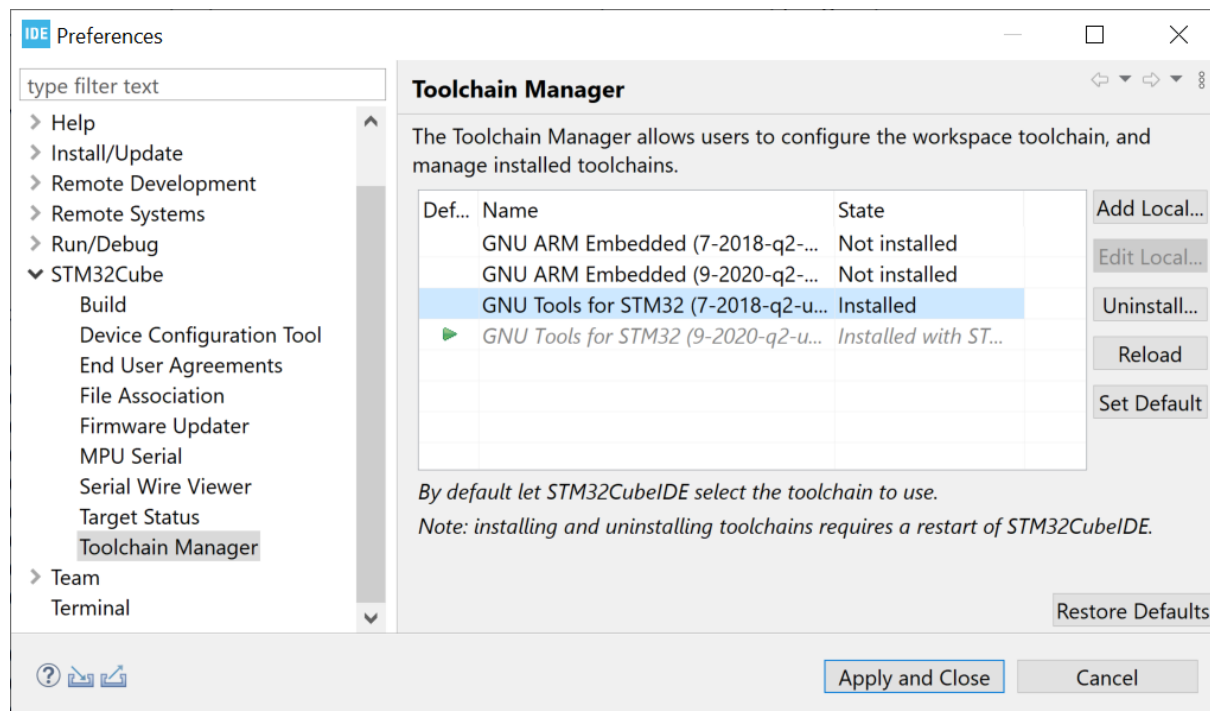 IDE Preferences
type filter text
Help
Install/Update
Remote Development
Remote Systems
Run/Debug
STM32Cube
Build
Device Configuration Tool
End User Agreements
File Association
Firmware Updater
MPU Serial
Serial Wire Viewer
Target Status
Toolchain Manager
Team
Terminal
Toolchain Manager
The Toolchain Manager allows users to configure the workspace toolchain, and
manage installed toolchains.
Def... Name State
GNU ARM Embedded (7-2018-q2-... Not installed
GNU ARM Embedded (9-2020-q2-... Not installed
GNU Tools for STM32 (7-2018-q2-u... Installed
GNU Tools for STM32 (9-2020-q2-u... Installed with ST...
Add Local...
Edit Local...
Uninstall...
Reload
Set Default
By default let STM32CubeIDE select the toolchain to use.
Note: installing and uninstalling toolchains requires a restart of STM32CubeIDE.
Restore Defaults
Apply and Close
Cancel